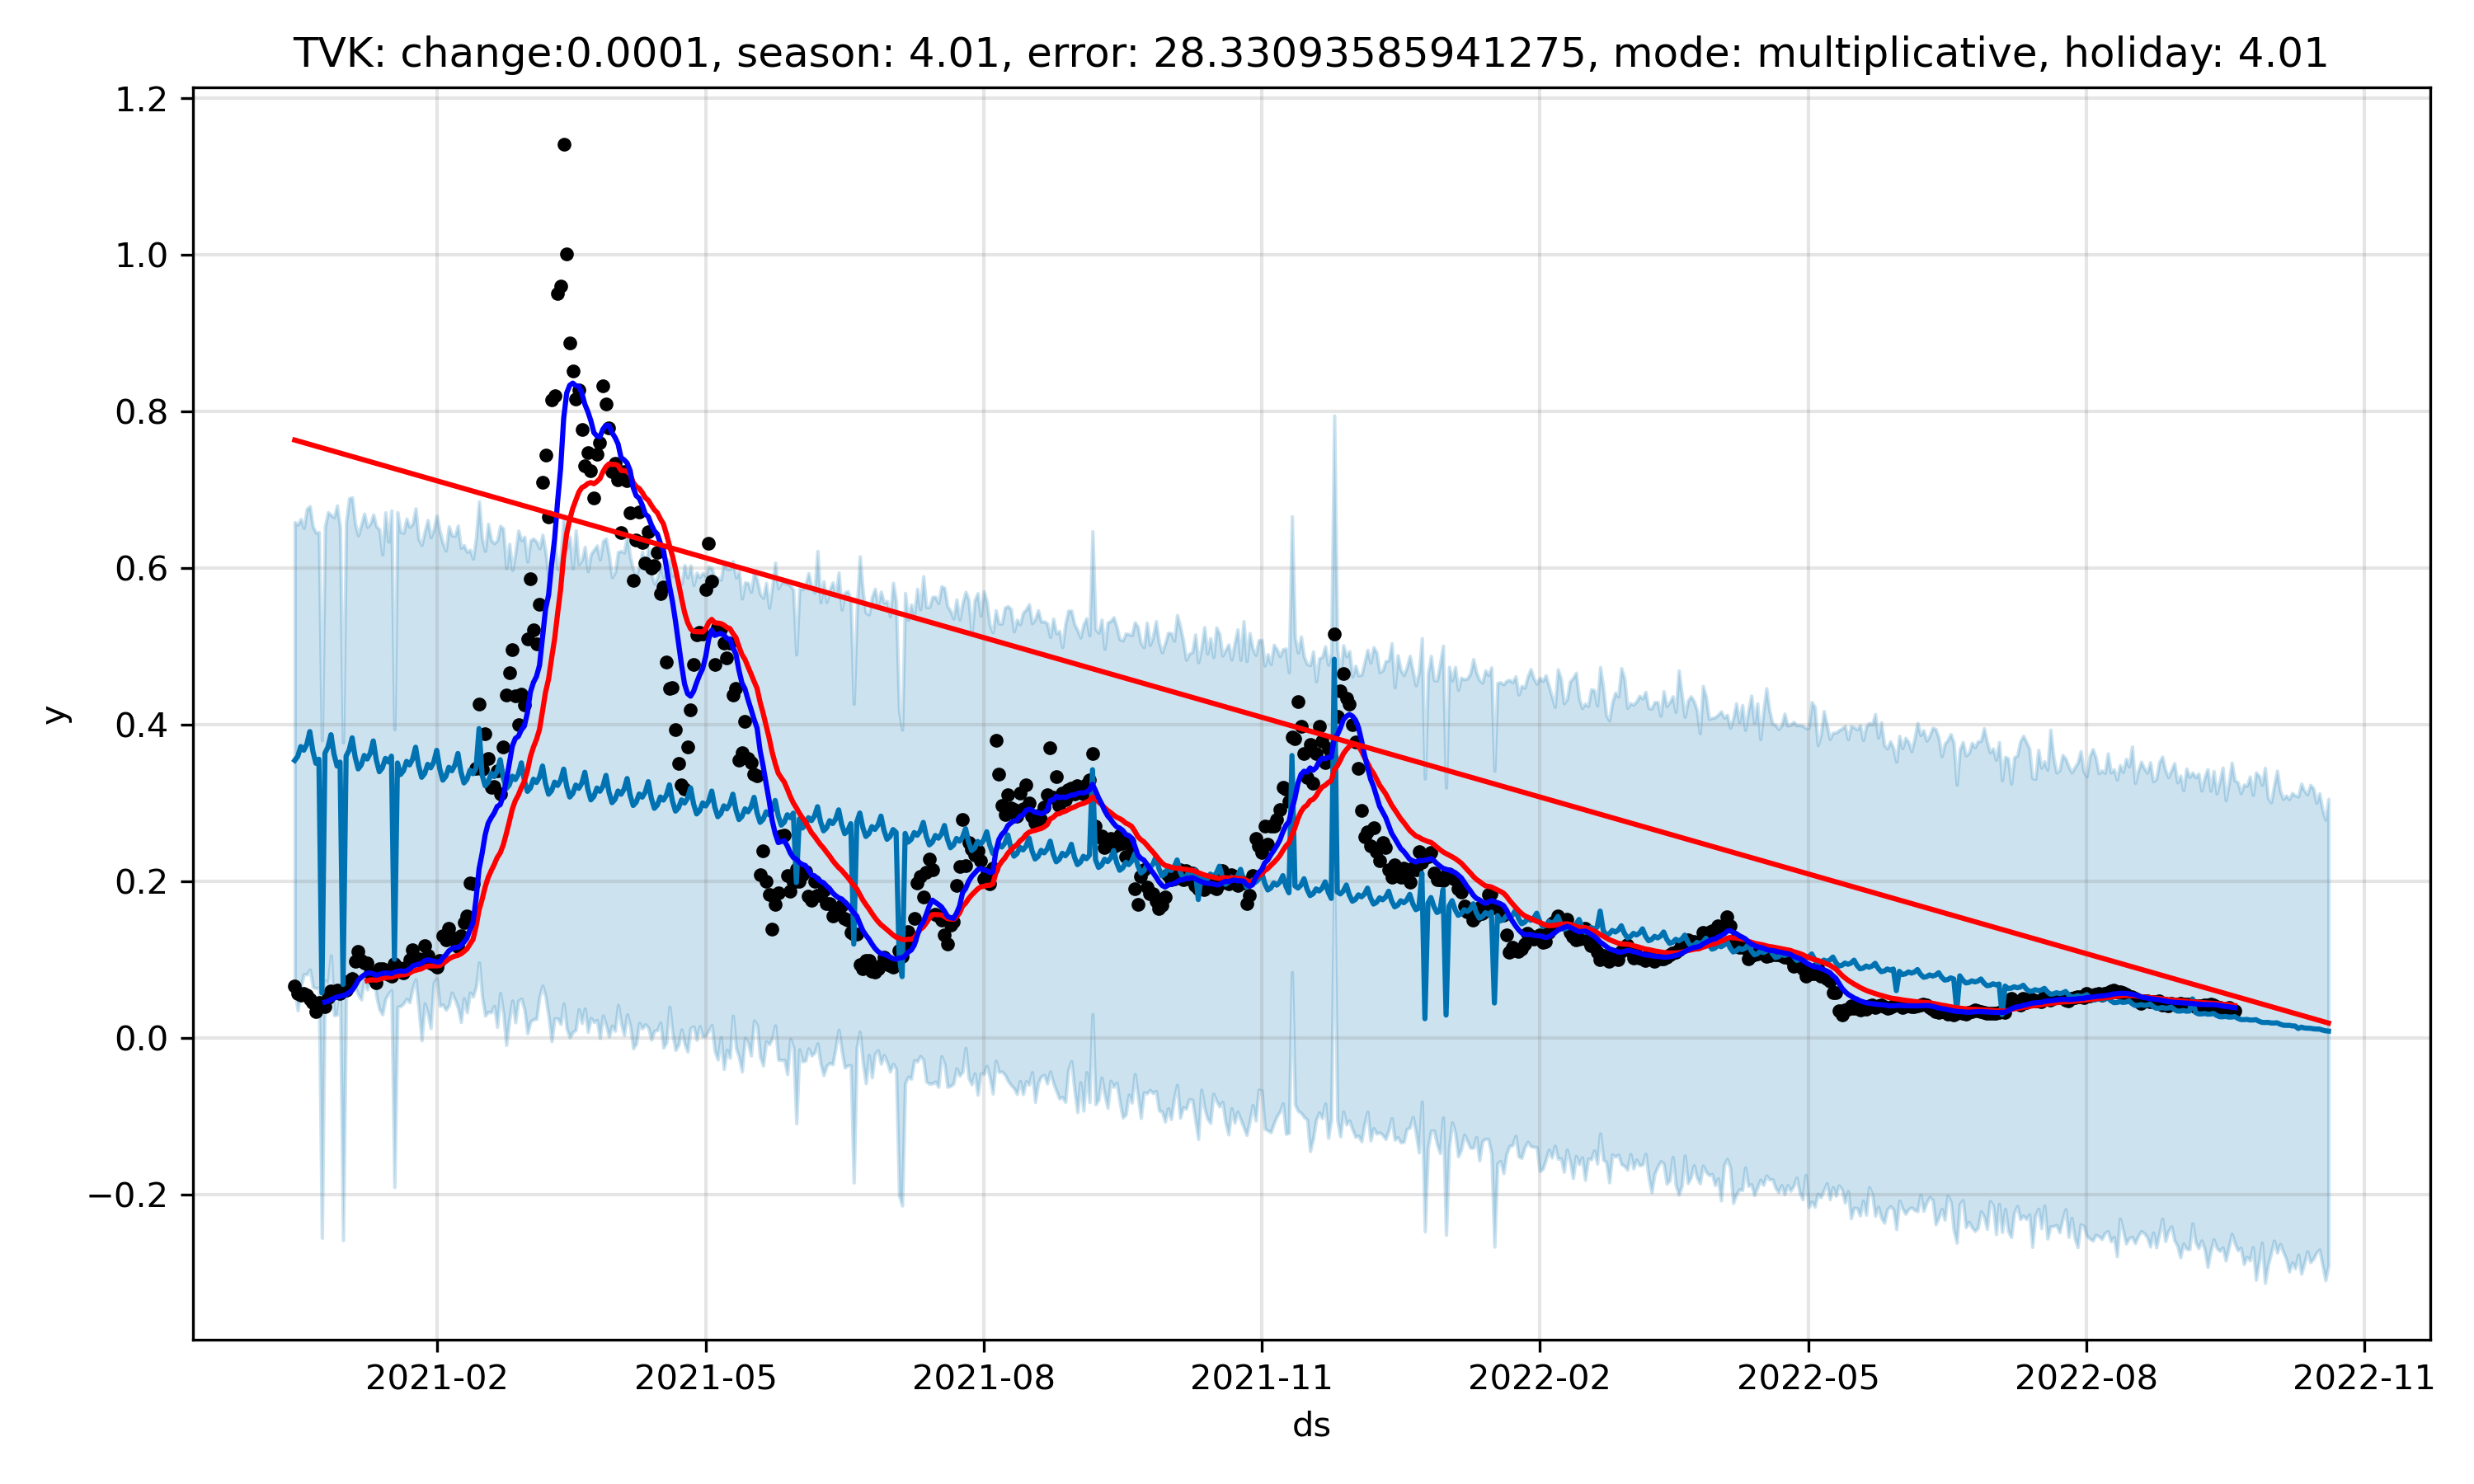 TVK: change:0.0001, season: 4.01, error: 28.33093585941275, mode: multiplicative, holiday: 4.01
1.2
1.0
0.8
0.6
0.4
0.2
0.0
−0.2
y
2021-02 2021-05 2021-08 2021-11 2022-02 2022-05 2022-08 2022-11
ds